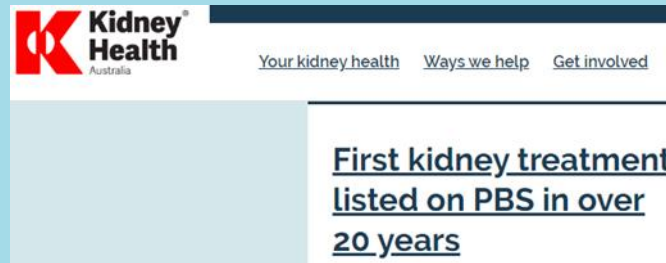 Kidney®
Health
Australia
Your kidney health Ways we help Get involved
First kidney treatment
listed on PBS in over
20 years